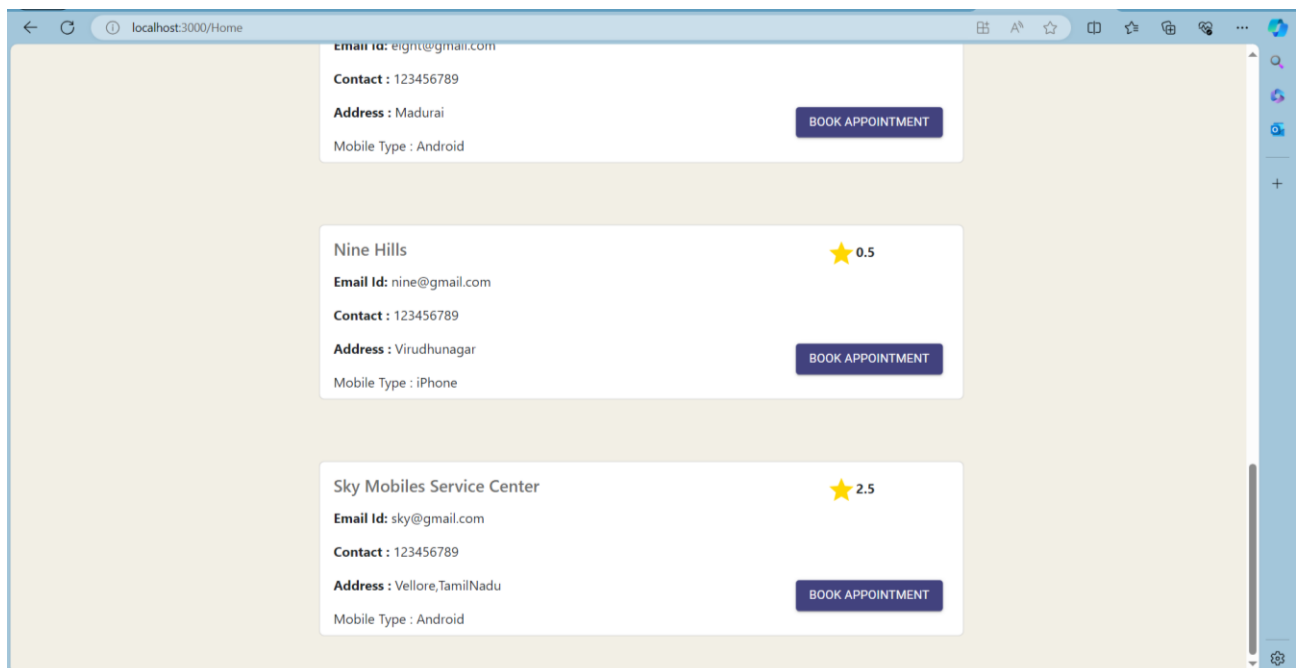 localhost:3000/Home
Email Id: eight@gmail.com
Contact : 123456789
Address : Madurai
BOOK APPOINTMENT
Mobile Type : Android
Nine Hills
0.5
Email Id: nine@gmail.com
Contact : 123456789
Address : Virudhunagar
BOOK APPOINTMENT
Mobile Type : iPhone
Sky Mobiles Service Center
2.5
Email Id: sky@gmail.com
Contact : 123456789
Address : Vellore,TamilNadu
BOOK APPOINTMENT
Mobile Type : Android